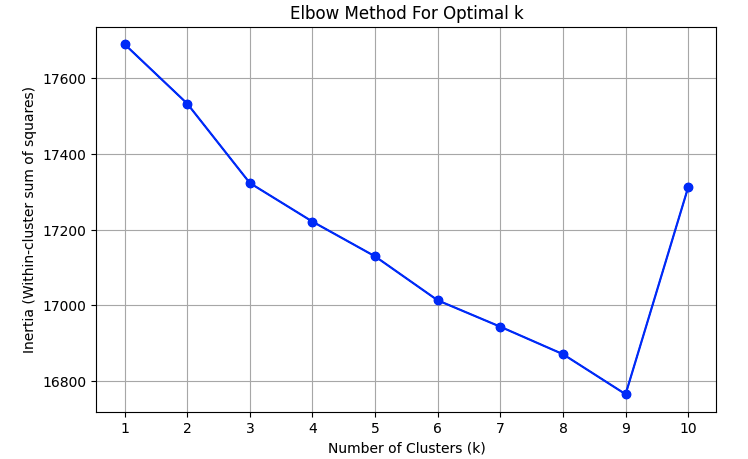 Elbow Method For Optimal k
Inertia (Within-cluster sum of squares)
17600
17400
17200
17000
16800
1 2 3 4 5 6 7 8 9 10
Number of Clusters (k)